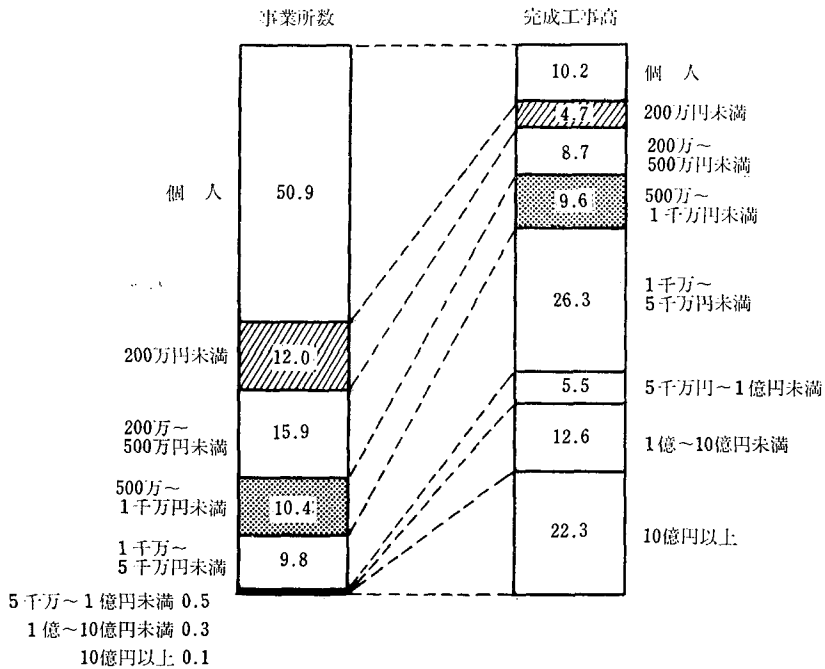 事業所数
個 人
50.9
200万円未満
12.0
200万～
500万円未満
15.9
500万～
1千万円未満
10.4
1千万～
5千万円未満
9.8
5千万～1億円未満 0.5
1億～10億円未満 0.3
10億円以上 0.1
完成工事高
10.2
個 人
4.7
200万円未満
8.7
200万～
500万円未満
9.6
500万～
1千万円未満
26.3
1千万～
5千万円未満
5.5
5千万円～1億円未満
12.6
1億～10億円未満
22.3
10億円以上